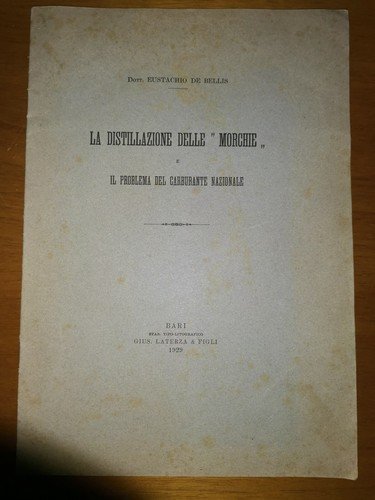 Dott. EUSTACHIO DE BELLIS
LA DISTILLAZIONE DELLE " MORCHIE „
E
IL PROBLEMA DEL CARBURANTE NAZIONALE
BARI
STAB. TIPO-LITOGRAFICO
GIUS. LATERZA & FIGLI
1929